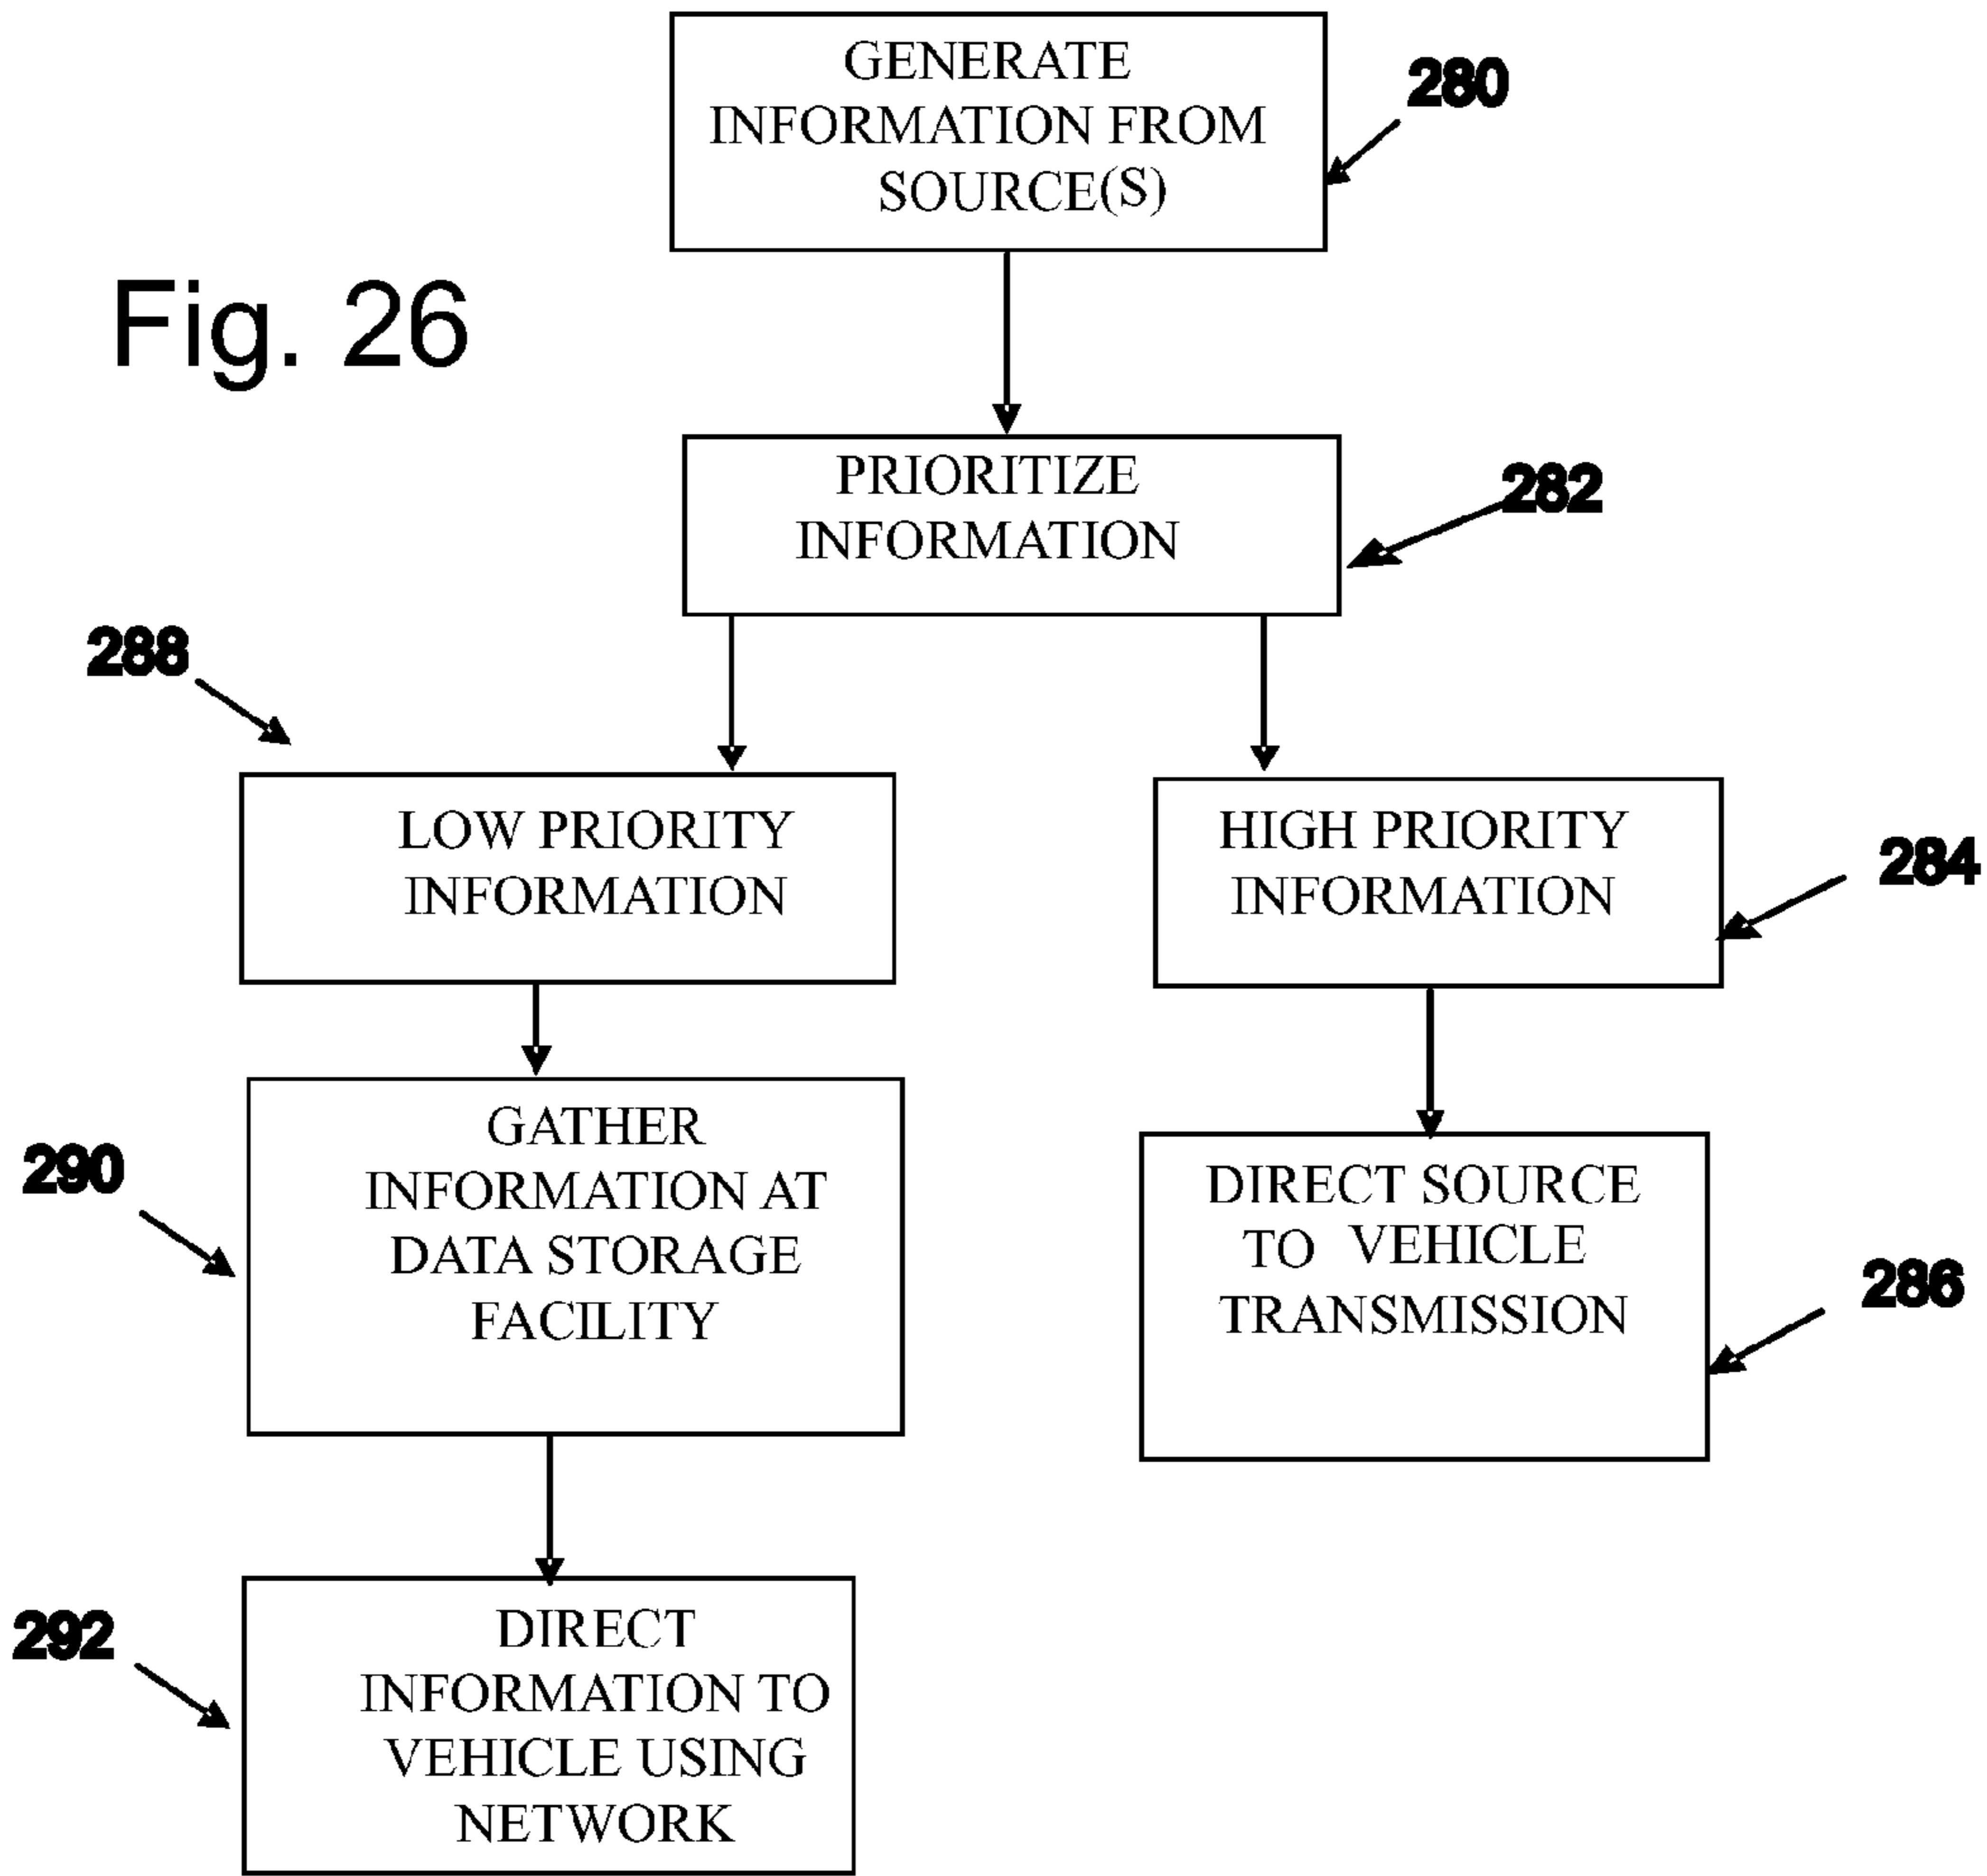 GENERATE
INFORMATION FROM
SOURCE(S)
280
Fig. 26
PRIORITIZE
INFORMATION
282
288
LOW PRIORITY
INFORMATION
HIGH PRIORITY
INFORMATION
284
290
GATHER
INFORMATION AT
DATA STORAGE
FACILITY
DIRECT SOURCE
TO VEHICLE
TRANSMISSION
286
292
DIRECT
INFORMATION TO
VEHICLE USING
NETWORK